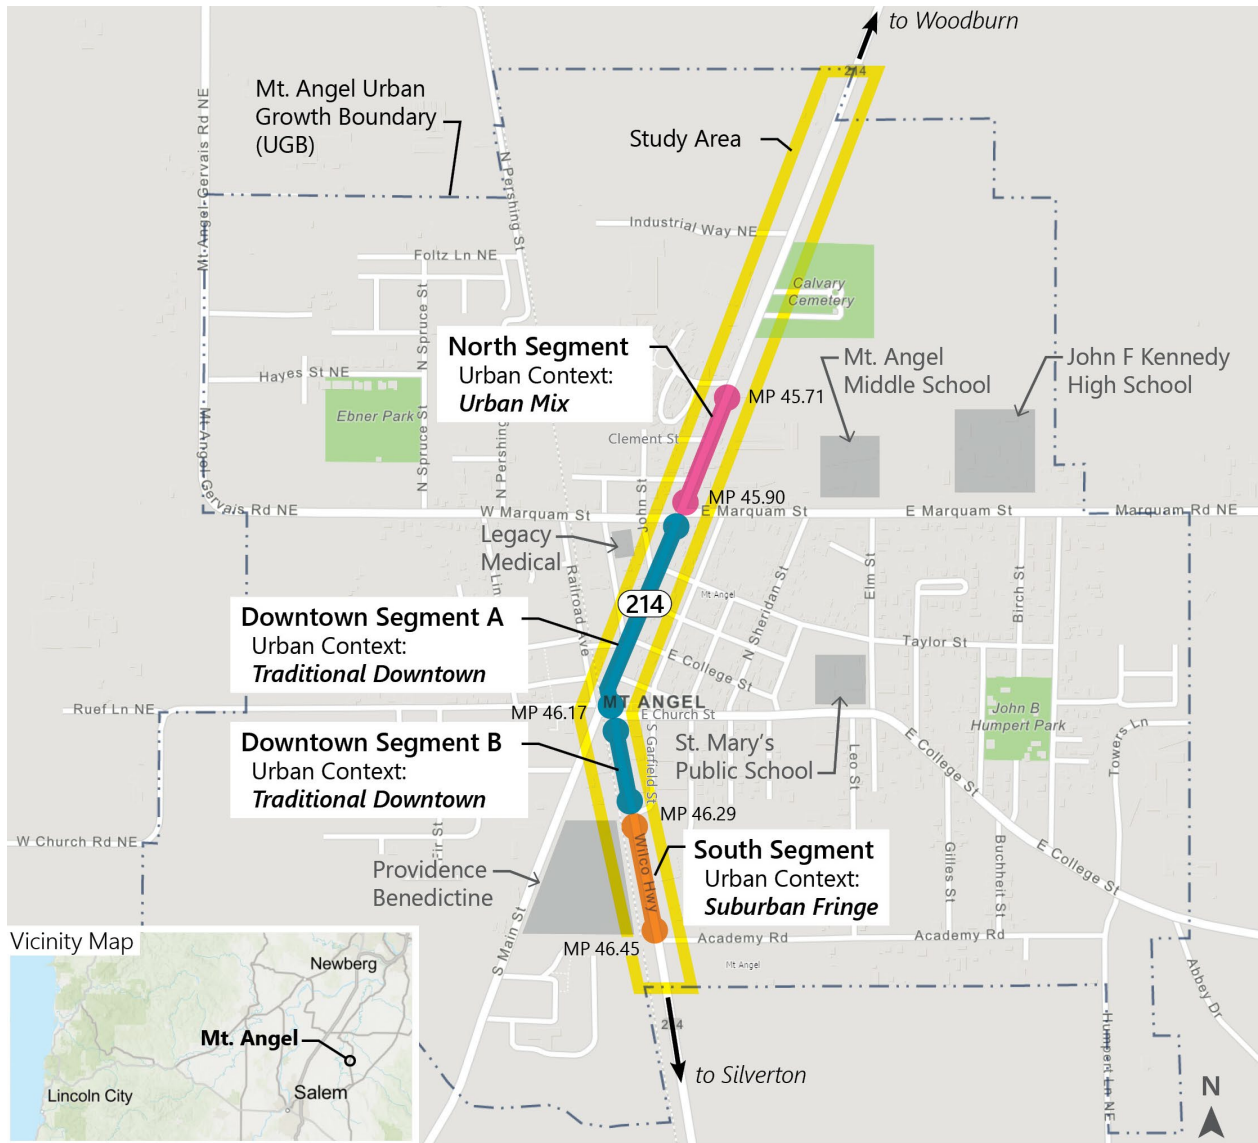 to Woodburn
214
Mt. Angel Urban
Growth Boundary
(UGB)
Study Area
Mt Angel-Gervais Rd NE
N Pershing St
Industrial Way NE
Foltz Ln NE
Calvary
Cemetery
N Spruce St
North Segment
Urban Context:
Urban Mix
Mt. Angel
Middle School
John F Kennedy
High School
Hayes St NE
MP 45.71
Ebner Park
Clement St
Mt Angel-Gervais Rd NE
N Spruce St
N Pershing St
John St
MP 45.90
W Marquam St
E Marquam St
E Marquam St
Marquam Rd NE
Legacy
Medical
Railroad Ave
Elm St
Birch St
Mt Angel
214
N Sheridan St
Downtown Segment A
Urban Context:
Traditional Downtown
Taylor St
E College St
MT ANGEL
Ruef Ln NE
MP 46.17
E Church St
John B
Humpert Park
Downtown Segment B
Urban Context:
Traditional Downtown
S Garfield St
St. Mary's
Public School
Leo St
E College St
Towers Ln
MP 46.29
W Church Rd NE
Wilco Hwy
South Segment
Urban Context:
Suburban Fringe
Gilles St
Buchheit St
E College St
Providence
Benedictine
S Main St
MP 46.45
Academy Rd
Academy Rd
Mt Angel
Abbey Dr
Vicinity Map
Newberg
Mt. Angel
Salem
Lincoln City
214
Humpert Ln NE
to Silverton
N